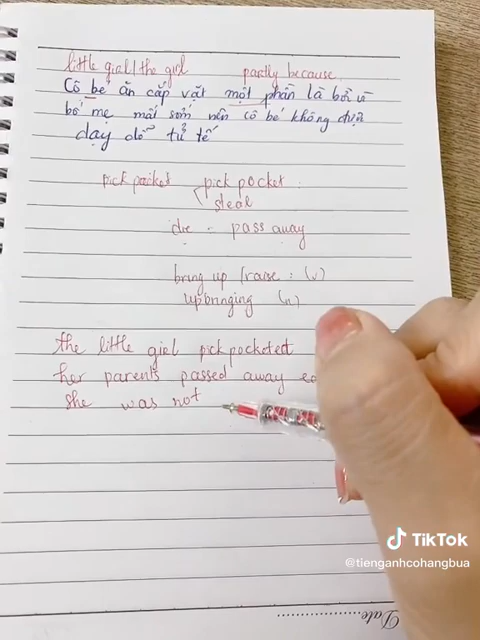 little girl / the girl partly because
Cô bé ăn cắp vặt một phần là bởi vì
bố mẹ mất sớm nên cô bé không được
dạy dỗ tử tế
pick pocket pick pocket
steal
die - pass away
bring up / raise : (v)
upbringing (n)
the little girl pickpocketed
her parents passed away
she was not
TikTok
@tienganhcohangbua
Date